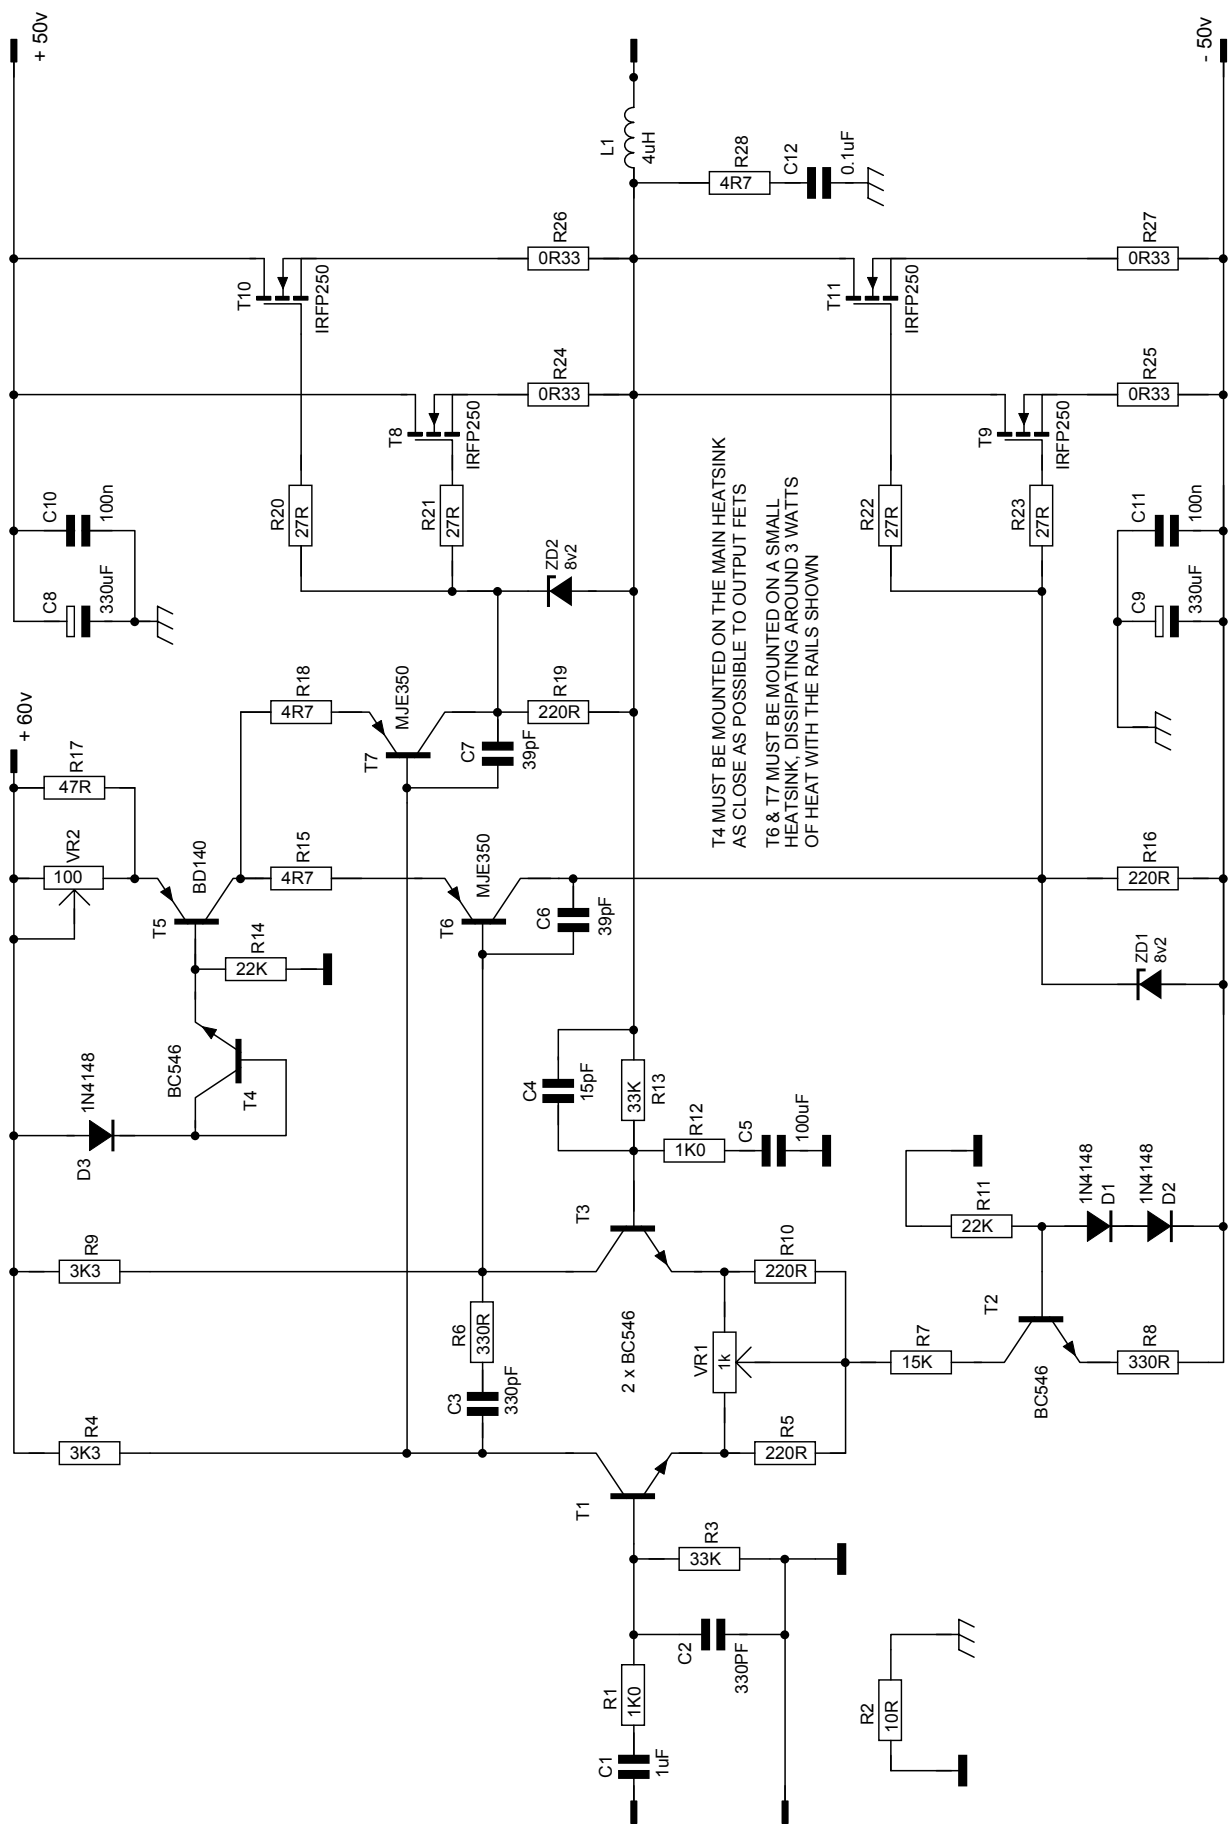 + 50v
+ 60v
- 50v
D3
1N4148
BC546
T4
R14
22K
T5
BD140
VR2
100
R17
47R
R15
4R7
R18
4R7
T6
MJE350
T7
MJE350
C6
39pF
C7
39pF
R19
220R
ZD2
8v2
C8
330uF
C10
100n
R20
27R
R21
27R
T8
IRFP250
T10
IRFP250
R24
0R33
R26
0R33
L1
4uH
R28
4R7
C12
0.1uF
R4
3K3
R9
3K3
C3
330pF
R6
330R
T1
T3
2 x BC546
VR1
1k
R5
220R
R10
220R
C4
15pF
R13
33K
R12
1K0
C5
100uF
C1
1uF
R1
1K0
C2
330PF
R3
33K
R2
10R
R7
15K
T2
BC546
R8
330R
R11
22K
1N4148
D1
1N4148
D2
ZD1
8v2
R16
220R
C9
330uF
C11
100n
R22
27R
R23
27R
T9
IRFP250
T11
IRFP250
R25
0R33
R27
0R33
T4 MUST BE MOUNTED ON THE MAIN HEATSINK
AS CLOSE AS POSSIBLE TO OUTPUT FETS
T6 & T7 MUST BE MOUNTED ON A SMALL
HEATSINK, DISSIPATING AROUND 3 WATTS
OF HEAT WITH THE RAILS SHOWN